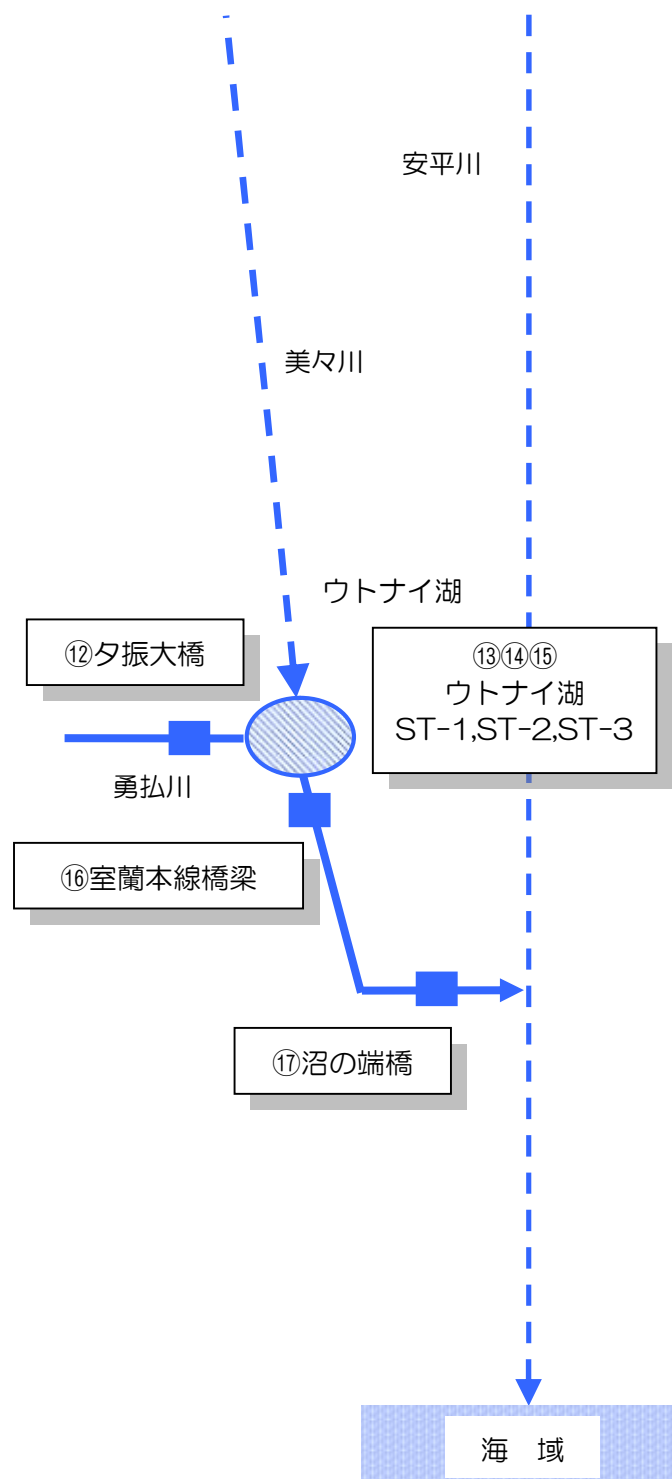 安平川
美々川
ウトナイ湖
⑫夕振大橋
⑬⑭⑮
ウトナイ湖
ST-1,ST-2,ST-3
勇払川
⑯室蘭本線橋梁
⑰沼の端橋
海 域